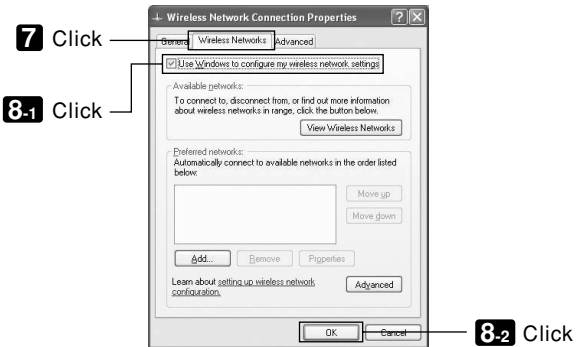 Wireless Network Connection Properties
7 Click
General Wireless Networks Advanced
Use Windows to configure my wireless network settings
8-1 Click
Available networks:
To connect to, disconnect from, or find out more information
about wireless networks in range, click the button below.
View Wireless Networks
Preferred networks:
Automatically connect to available networks in the order listed
below:
Move up
Move down
Add... Remove Properties
Learn about setting up wireless network
configuration.
Advanced
OK Cancel
8-2 Click